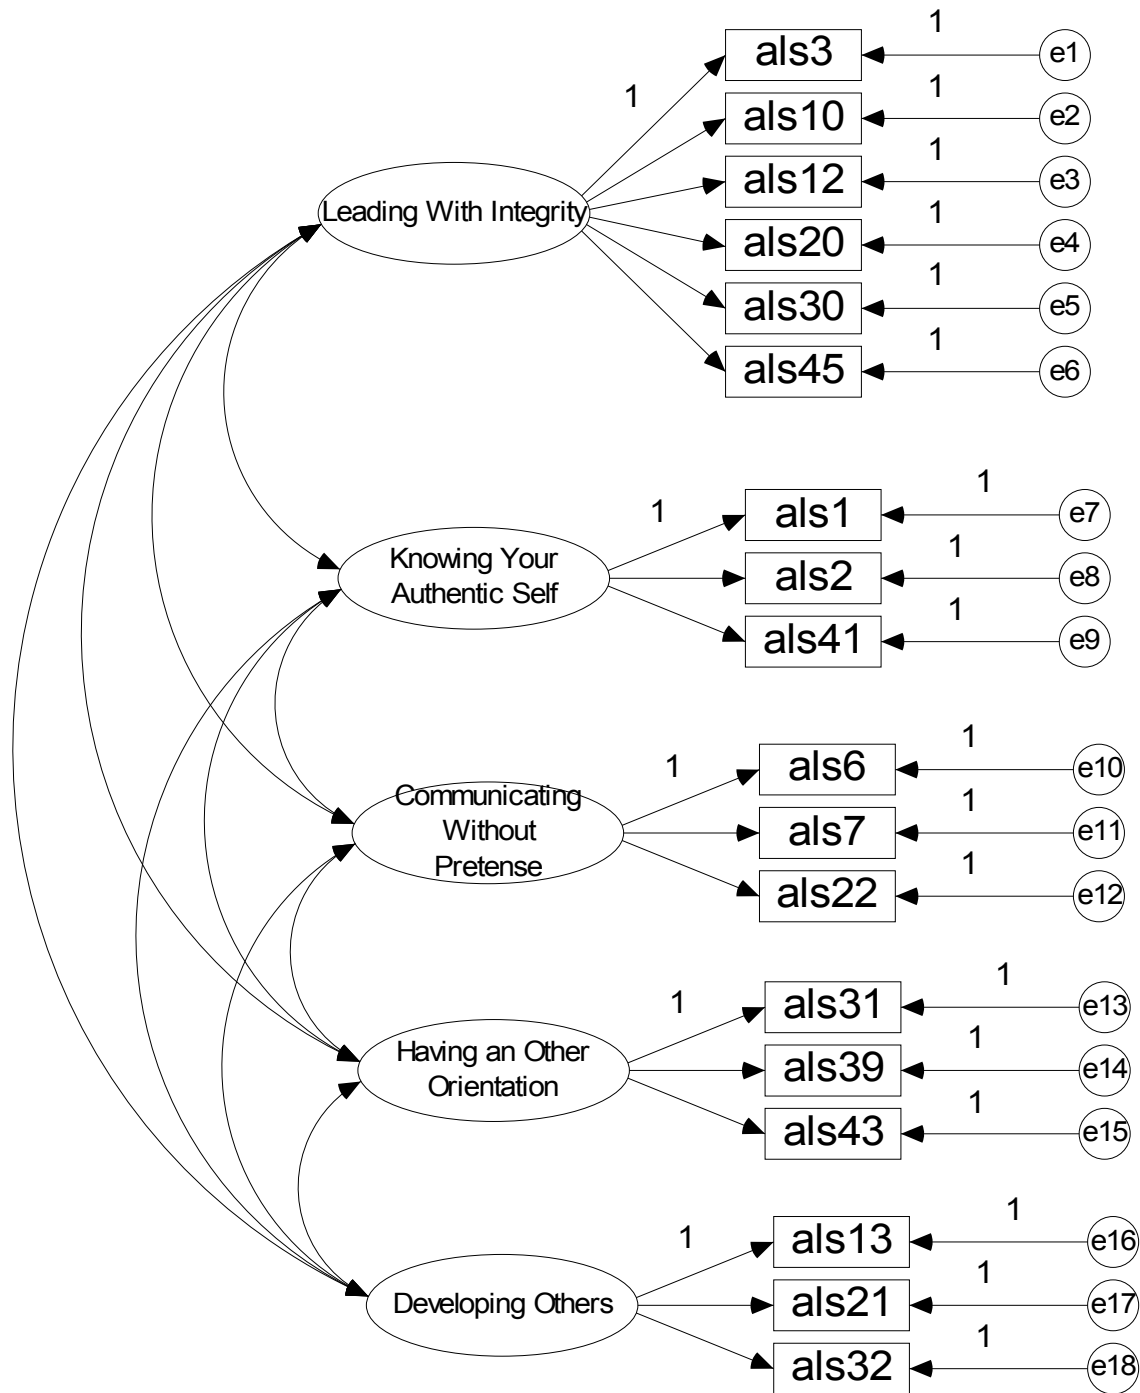 1
als3
e1
1
1
als10
e2
1
als12
e3
Leading With Integrity
1
als20
e4
1
als30
e5
1
als45
e6
1
1
als1
e7
Knowing Your
Authentic Self
1
als2
e8
1
als41
e9
1
1
als6
e10
Communicating
Without
Pretense
1
als7
e11
1
als22
e12
1
1
als31
e13
Having an Other
Orientation
1
als39
e14
1
als43
e15
1
1
als13
e16
Developing Others
1
als21
e17
1
als32
e18